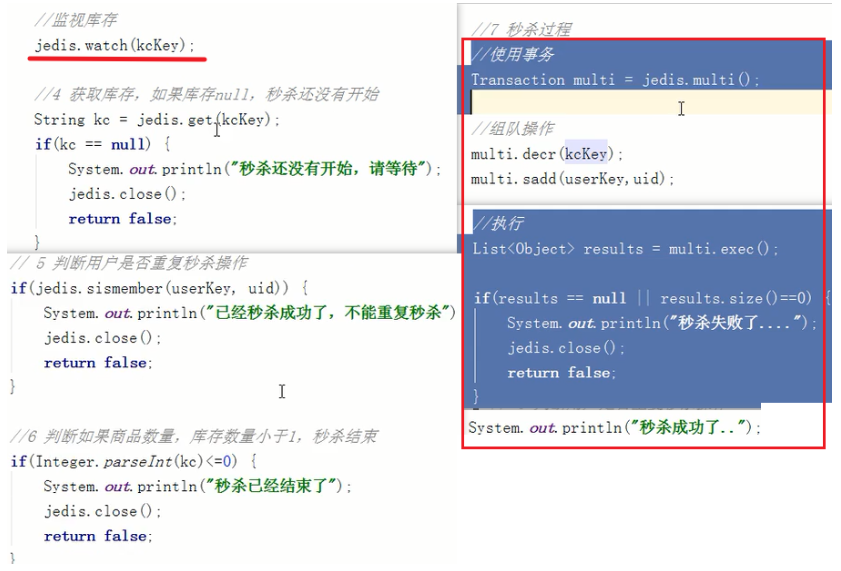 //监视库存
jedis.watch(kcKey);
//4 获取库存，如果库存null，秒杀还没有开始
String kc = jedis.get(kcKey);
if(kc == null) {
System.out.println("秒杀还没有开始，请等待");
jedis.close();
return false;
}
// 5 判断用户是否重复秒杀操作
if(jedis.sismember(userKey, uid)) {
System.out.println("已经秒杀成功了，不能重复秒杀")
jedis.close();
return false;
}
//6 判断如果商品数量，库存数量小于1，秒杀结束
if(Integer.parseInt(kc)<=0) {
System.out.println("秒杀已经结束了");
jedis.close();
return false;
}
//7 秒杀过程
//使用事务
Transaction multi = jedis.multi();
//组队操作
multi.decr(kcKey);
multi.sadd(userKey,uid);
//执行
List<Object> results = multi.exec();
if(results == null || results.size()==0) {
System.out.println("秒杀失败了....");
jedis.close();
return false;
}
System.out.println("秒杀成功了..");